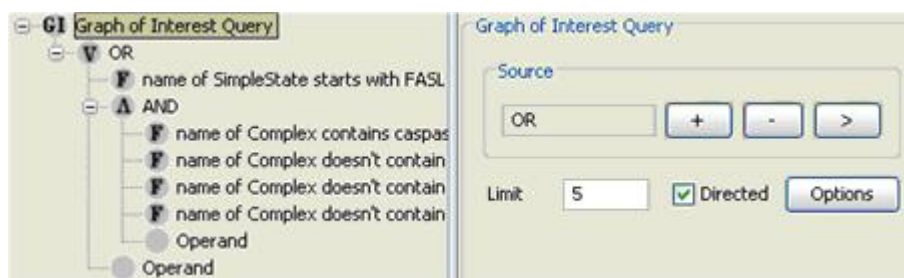 GI Graph of Interest Query
V OR
F name of SimpleState starts with FASL
Λ AND
F name of Complex contains caspas
F name of Complex doesn't contain
F name of Complex doesn't contain
F name of Complex doesn't contain
Operand
Operand
Graph of Interest Query
Source
OR + - >
Limit 5 Directed Options